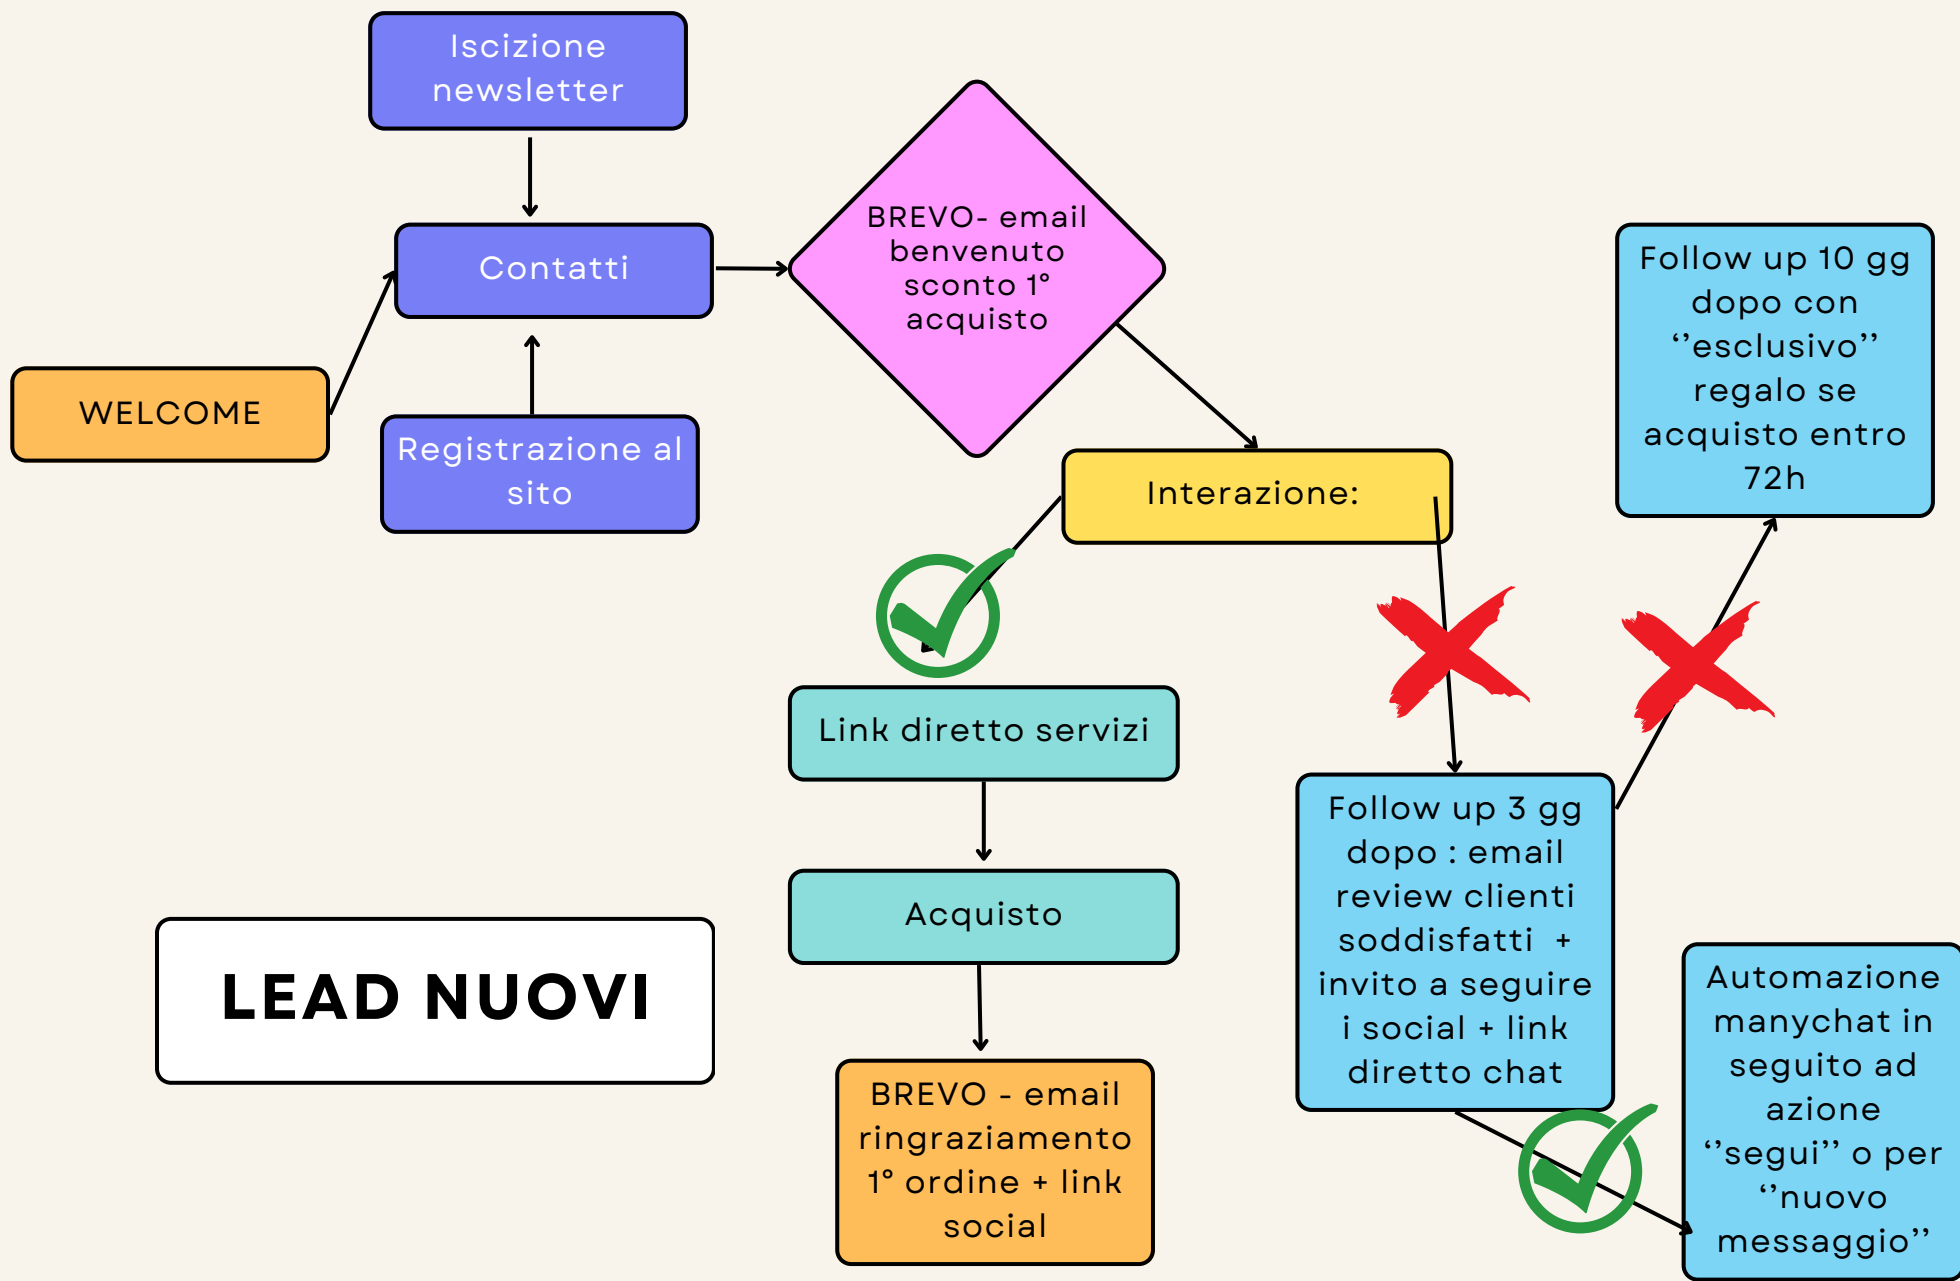 Iscizione
newsletter
Contatti
WELCOME
Registrazione al
sito
BREVO- email
benvenuto
sconto 1°
acquisto
Interazione:
Follow up 10 gg
dopo con
‘’esclusivo’’
regalo se
acquisto entro
72h
Link diretto servizi
Acquisto
BREVO - email
ringraziamento
1° ordine + link
social
Follow up 3 gg
dopo : email
review clienti
soddisfatti +
invito a seguire
i social + link
diretto chat
Automazione
manychat in
seguito ad
azione
‘’segui’’ o per
‘’nuovo
messaggio’’
LEAD NUOVI